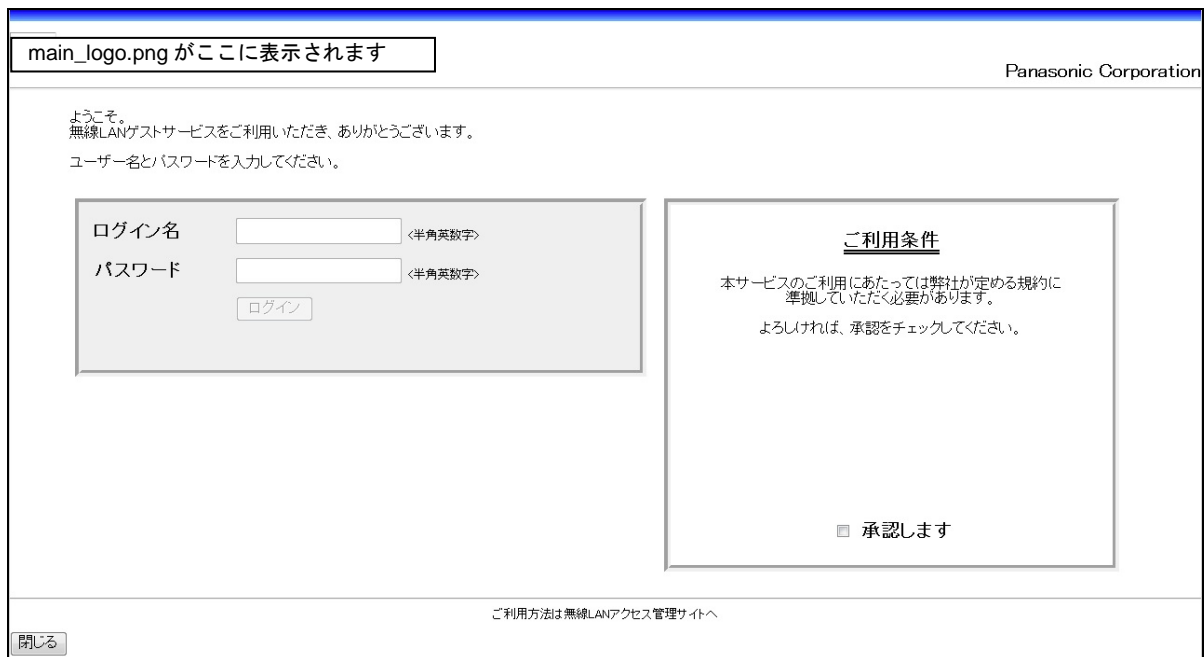 main_logo.png がここに表示されます
Panasonic Corporation
ようこそ。
無線LANゲストサービスをご利用いただき、ありがとうございます。
ユーザー名とパスワードを入力してください。
ログイン名 <半角英数字>
パスワード <半角英数字>
ログイン
ご利用条件
本サービスのご利用にあたっては弊社が定める規約に
準拠していただく必要があります。
よろしければ、承認をチェックしてください。
承認します
ご利用方法は無線LANアクセス管理サイトへ
閉じる